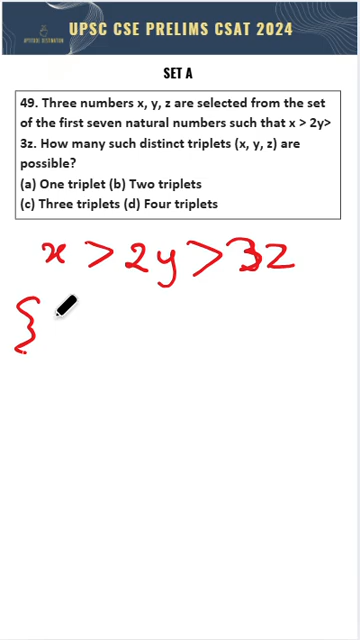 UPSC CSE PRELIMS CSAT 2024
APTITUDE DESTINATION
SET A
49. Three numbers x, y, z are selected from the set
of the first seven natural numbers such that x > 2y>
3z. How many such distinct triplets (x, y, z) are
possible?
(a) One triplet (b) Two triplets
(c) Three triplets (d) Four triplets
x > 2y > 3z
{